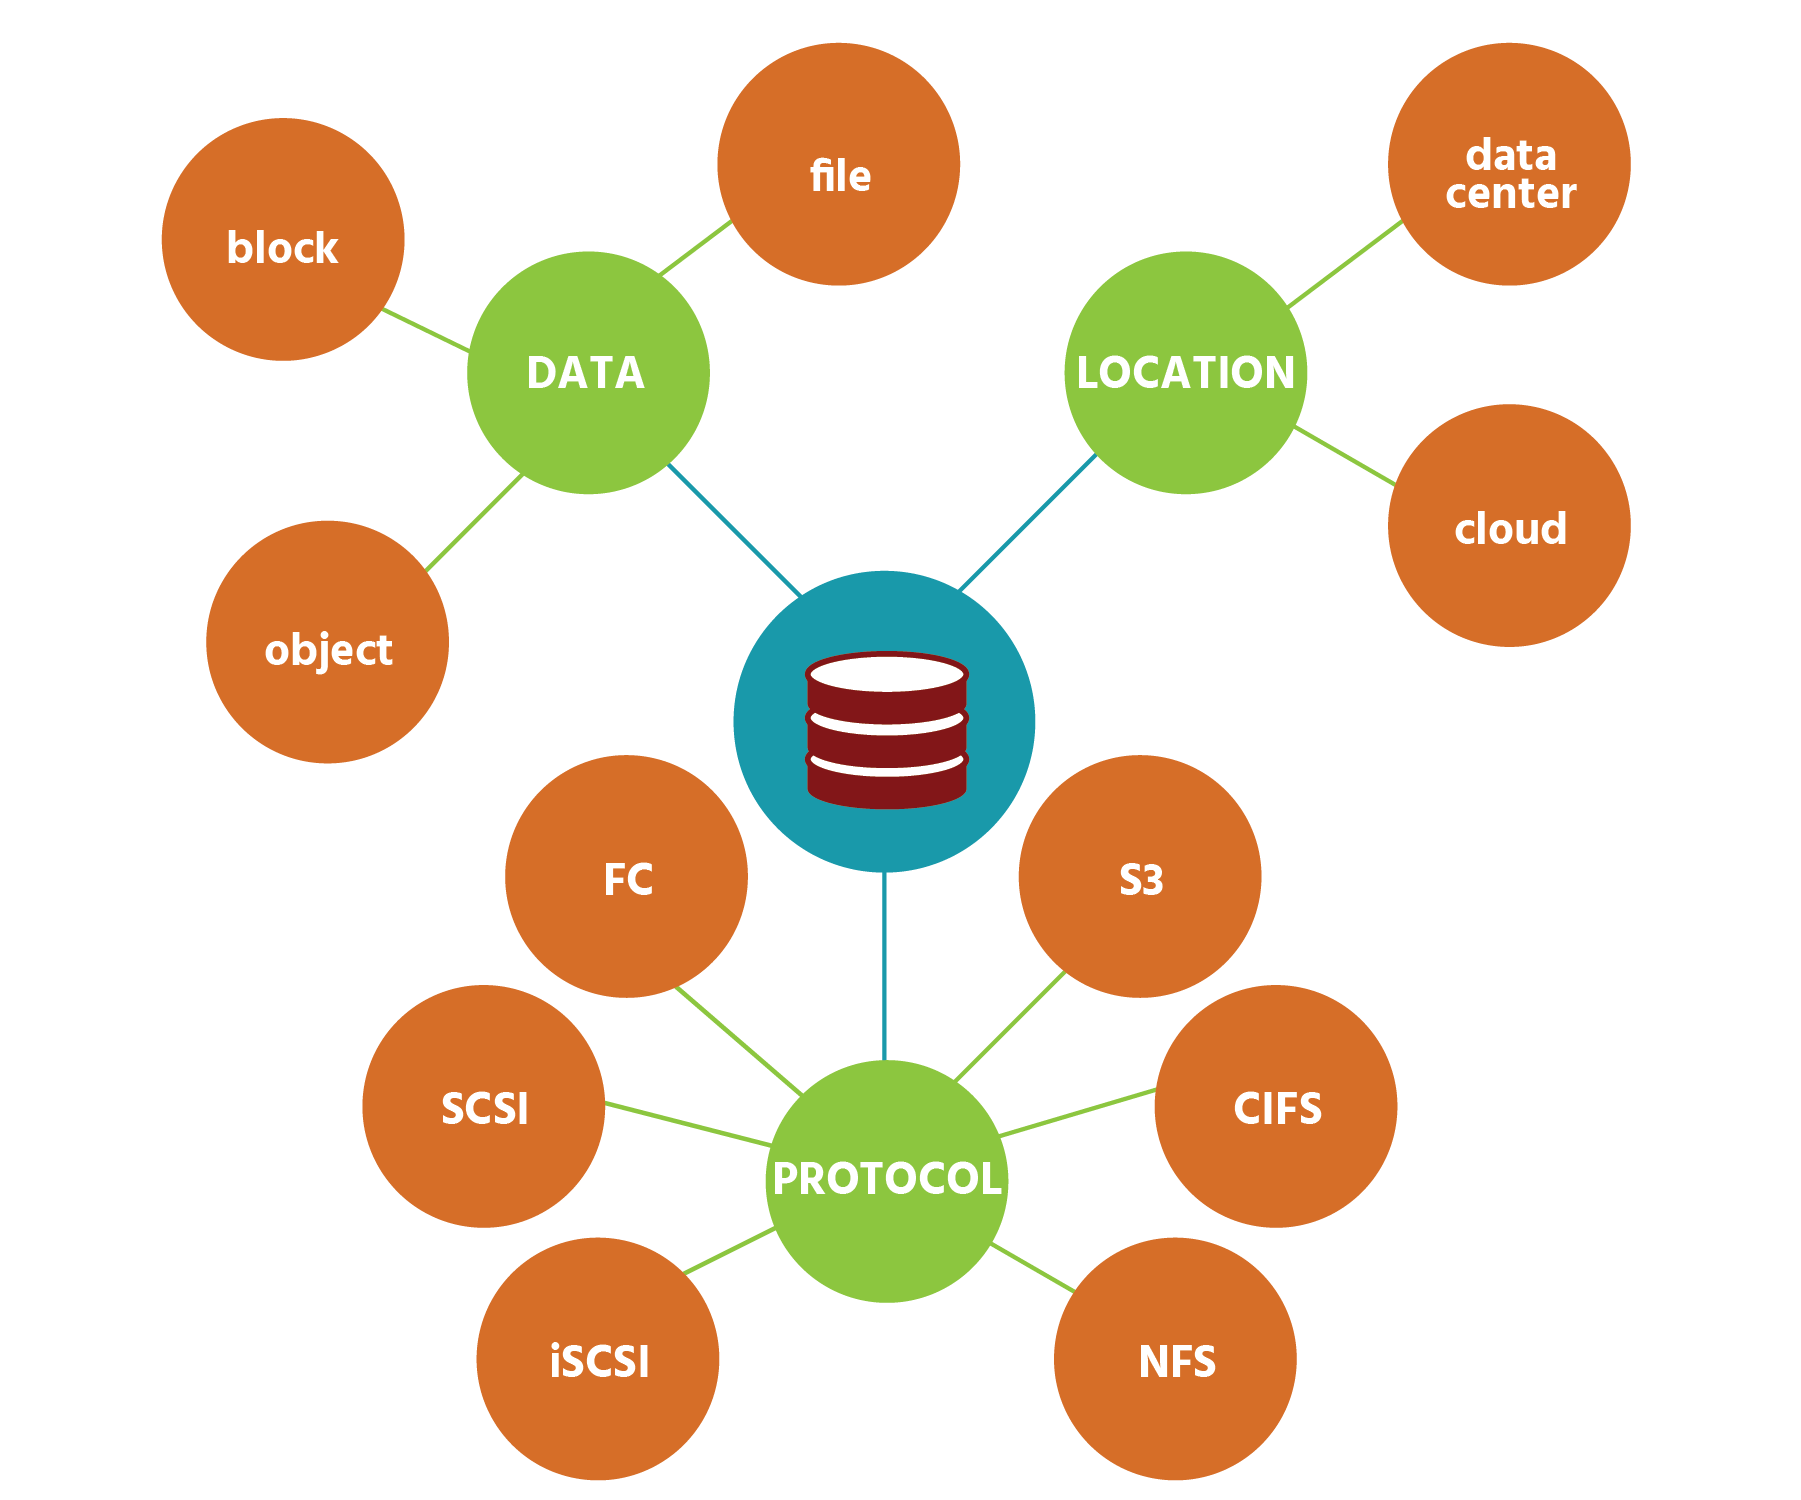 file
data
center
block
DATA
LOCATION
cloud
object
FC
S3
SCSI
CIFS
PROTOCOL
iSCSI
NFS